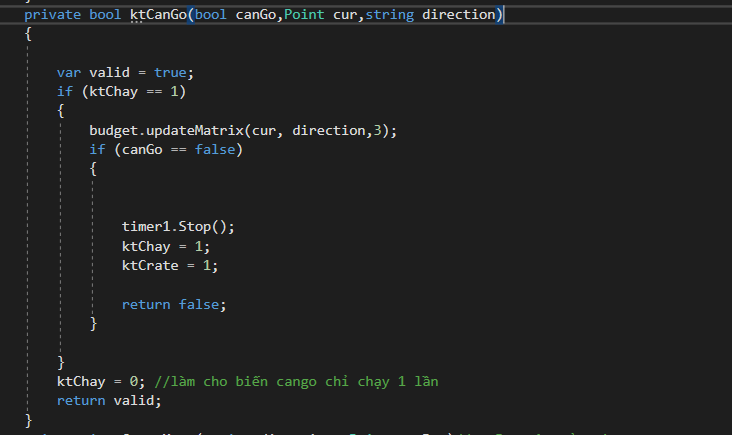 private bool ktCanGo(bool canGo,Point cur,string direction)
{
var valid = true;
if (ktChay == 1)
{
budget.updateMatrix(cur, direction,3);
if (canGo == false)
{
timer1.Stop();
ktChay = 1;
ktCrate = 1;
return false;
}
}
ktChay = 0; //làm cho biến cango chỉ chạy 1 lần
return valid;
}